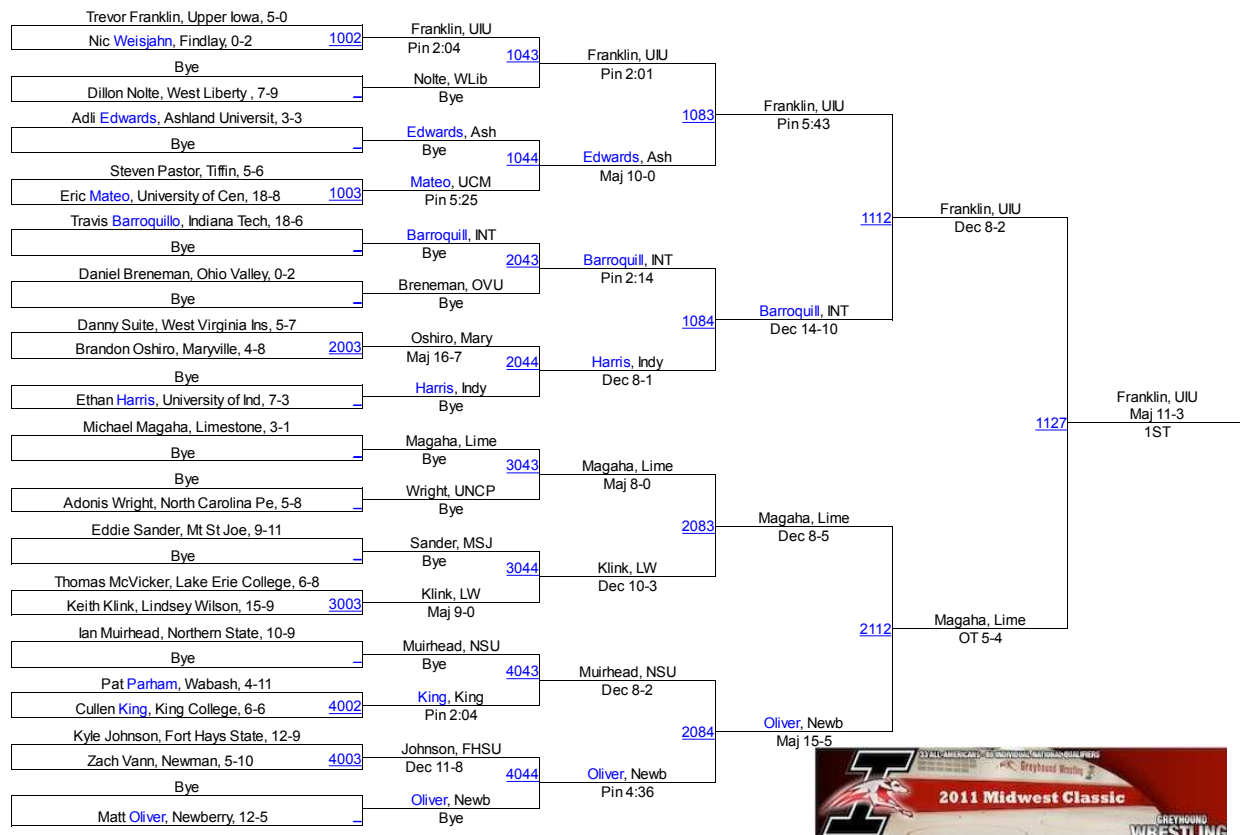 Trevor Franklin, Upper Iowa, 5-0
Nic Weisjahn, Findlay, 0-2
1002
Bye
Dillon Nolte, West Liberty , 7-9
Adli Edwards, Ashland Universit, 3-3
Bye
Steven Pastor, Tiffin, 5-6
Eric Mateo, University of Cen, 18-8
1003
Travis Barroquillo, Indiana Tech, 18-6
Bye
Daniel Breneman, Ohio Valley, 0-2
Bye
Danny Suite, West Virginia Ins, 5-7
Brandon Oshiro, Maryville, 4-8
2003
Bye
Ethan Harris, University of Ind, 7-3
Michael Magaha, Limestone, 3-1
Bye
Bye
Adonis Wright, North Carolina Pe, 5-8
Eddie Sander, Mt St Joe, 9-11
Bye
Thomas McVicker, Lake Erie College, 6-8
Keith Klink, Lindsey Wilson, 15-9
3003
Ian Muirhead, Northern State, 10-9
Bye
Pat Parham, Wabash, 4-11
Cullen King, King College, 6-6
4002
Kyle Johnson, Fort Hays State, 12-9
Zach Vann, Newman, 5-10
4003
Bye
Matt Oliver, Newberry, 12-5
Franklin, UIU
Pin 2:04
1043
Nolte, WLib
Bye
Edwards, Ash
Bye
1044
Mateo, UCM
Pin 5:25
Barroquill, INT
Bye
2043
Breneman, OVU
Bye
Oshiro, Mary
Maj 16-7
2044
Harris, Indy
Bye
Magaha, Lime
Bye
3043
Wright, UNCP
Bye
Sander, MSJ
Bye
3044
Klink, LW
Maj 9-0
Muirhead, NSU
Bye
4043
King, King
Pin 2:04
Johnson, FHSU
Dec 11-8
4044
Oliver, Newb
Bye
Franklin, UIU
Pin 2:01
1083
Edwards, Ash
Maj 10-0
Barroquill, INT
Pin 2:14
1084
Harris, Indy
Dec 8-1
Magaha, Lime
Maj 8-0
2083
Klink, LW
Dec 10-3
Muirhead, NSU
Dec 8-2
2084
Oliver, Newb
Pin 4:36
Franklin, UIU
Pin 5:43
1112
Barroquill, INT
Dec 14-10
Magaha, Lime
Dec 8-5
2112
Oliver, Newb
Maj 15-5
Franklin, UIU
Dec 8-2
1127
Magaha, Lime
OT 5-4
Franklin, UIU
Maj 11-3
1ST
33 ALL-AMERICANS - 65 INDIVIDUAL NATIONAL QUALIFIERS
Greyhound Wrestling
I
2011 Midwest Classic
GREYHOUND
WRESTLING